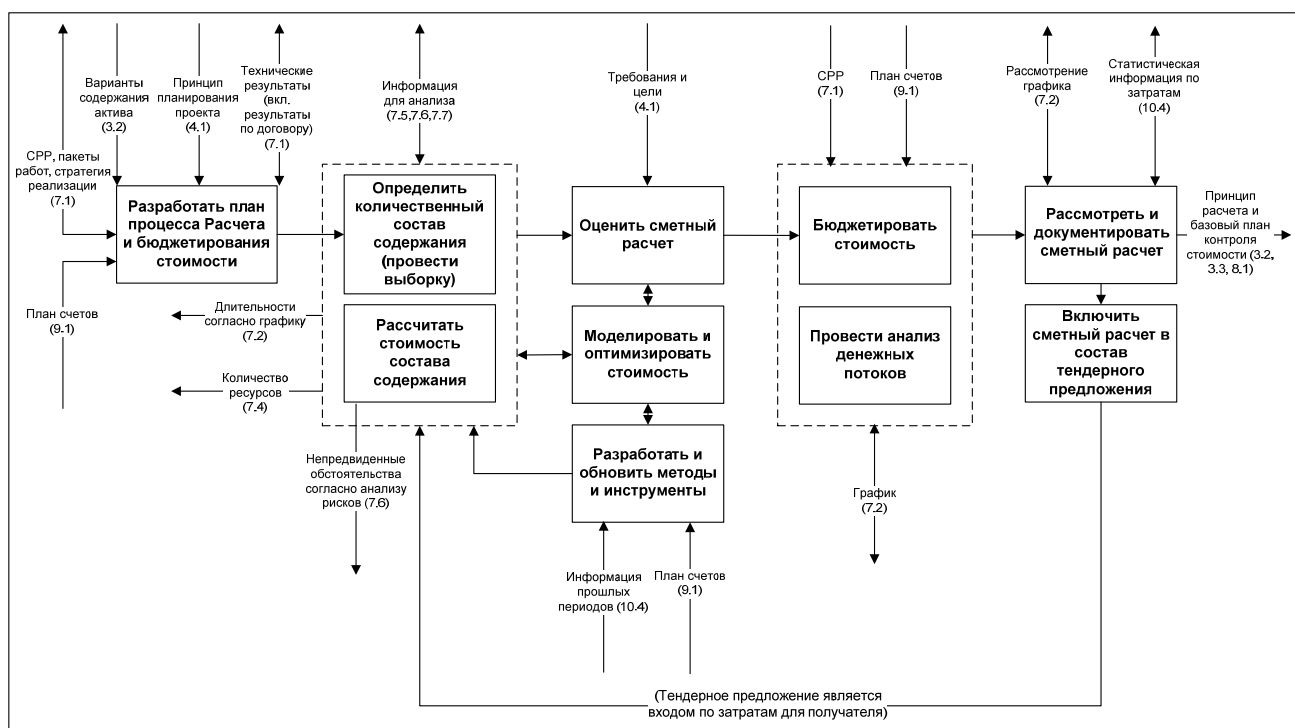 Варианты
содержания
актива
(3.2)
Принцип
планирования
проекта
(4.1)
Технические
результаты
(вкл.
результаты
по договору)
(7.1)
Информация
для анализа
(7.5,7.6,7.7)
Требования и
цели
(4.1)
СРР
(7.1)
План счетов
(9.1)
Рассмотрение
графика
(7.2)
Статистическая
информация по
затратам
(10.4)
СРР, пакеты
работ, стратегия
реализации
(7.1)
Разработать план
процесса Расчета
и бюджетирования
стоимости
Определить
количественный
состав
содержания
(провести
выборку)
Оценить сметный
расчет
Бюджетировать
стоимость
Рассмотреть и
документировать
сметный расчет
Принцип
расчета и
базовый план
контроля
стоимости (3.2,
3.3, 8.1)
План счетов
(9.1)
Длительности
согласно графику
(7.2)
Количество
ресурсов
(7.4)
Рассчитать
стоимость
состава
содержания
Моделировать и
оптимизировать
стоимость
Провести анализ
денежных
потоков
Включить
сметный расчет в
состав
тендерного
предложения
Непредвиденные
обстоятельства
согласно анализу
рисков (7.6)
Разработать и
обновить методы
и инструменты
График
(7.2)
Информация
прошлых
периодов (10.4)
План счетов
(9.1)
(Тендерное предложение является
входом по затратам для получателя)